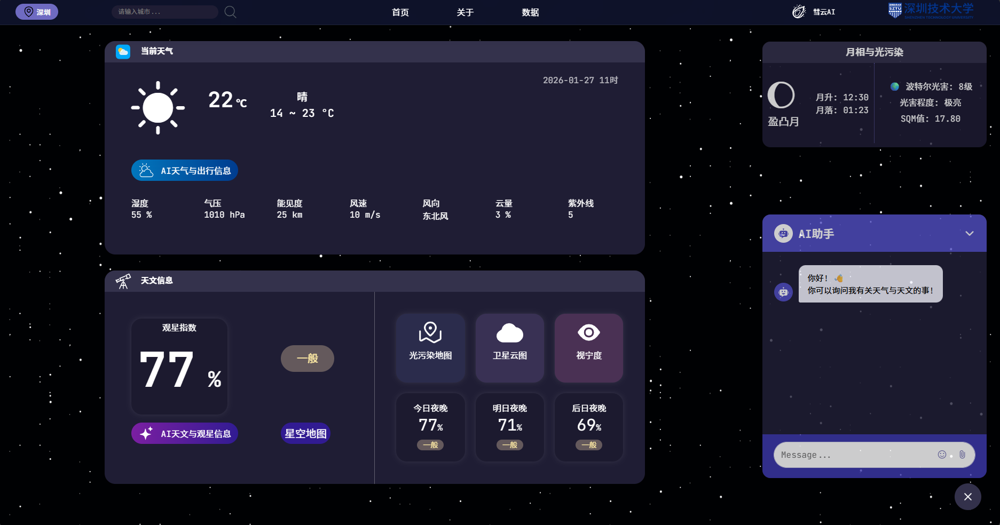 深圳
请输入城市...
首页
关于
数据
彗云AI
深圳技术大学
SZTU
SHENZHEN TECHNOLOGY UNIVERSITY
当前天气
2026-01-27 11时
22℃
晴
14 ~ 23 °C
AI天气与出行信息
湿度
55 %
气压
1010 hPa
能见度
25 km
风速
10 m/s
风向
东北风
云量
3 %
紫外线
5
天文信息
观星指数
77 %
一般
AI天文与观星信息
星空地图
光污染地图
卫星云图
视宁度
今日夜晚
77%
一般
明日夜晚
71%
一般
后日夜晚
69%
一般
月相与光污染
盈凸月
月升: 12:30
月落: 01:23
波特尔光害: 8级
光害程度: 极亮
SQM值: 17.80
AI助手
你好! 👋
你可以询问我有关天气与天文的事!
Message...